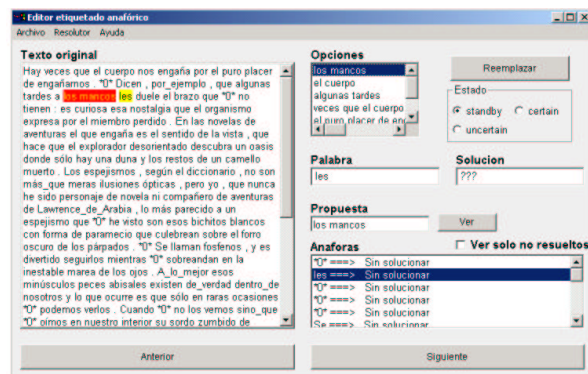 Editor etiquetado anafórico
Archivo Resolutor Ayuda
Texto original
Hay veces que el cuerpo nos engaña por el puro placer
de engañarnos . *0* Dicen , por_ejemplo , que algunas
tardes a los mancos les duele el brazo que *0* no
tienen : es curiosa esa nostalgia que el organismo
expresa por el miembro perdido . En las novelas de
aventuras el que engaña es el sentido de la vista , que
hace que el explorador desorientado descubra un oasis
donde sólo hay una duna y los restos de un camello
muerto . Los espejismos , según el diccionario , no son
más_que meras ilusiones ópticas , pero yo , que nunca
he sido personaje de novela ni compañero de aventuras
de Lawrence_de_Arabia , lo más parecido a un
espejismo que *0* he visto son esos bichitos blancos
con forma de paramecio que culebrean sobre el forro
oscuro de los párpados . *0* Se llaman fosfenos , y es
divertido seguirlos mientras *0* sobreandan en la
inestable marea de los ojos . A_lo_mejor esos
minúsculos peces abisales existen de_verdad dentro_de
nosotros y lo que ocurre es que sólo en raras ocasiones
*0* podemos verlos . Cuando *0* no los vemos sino_que
*0* oímos en nuestro interior su sordo zumbido de
Anterior
Opciones
los mancos
el cuerpo
algunas tardes
veces que el cuerpo
el puro placer de eng
Reemplazar
Estado
standby certain
uncertain
Palabra
les
Solucion
???
Propuesta
los mancos
Ver
Anaforas
Ver solo no resueltos
*0* ===> Sin solucionar
les ===> Sin solucionar
*0* ===> Sin solucionar
*0* ===> Sin solucionar
*0* ===> Sin solucionar
Se ===> Sin solucionar
Siguiente